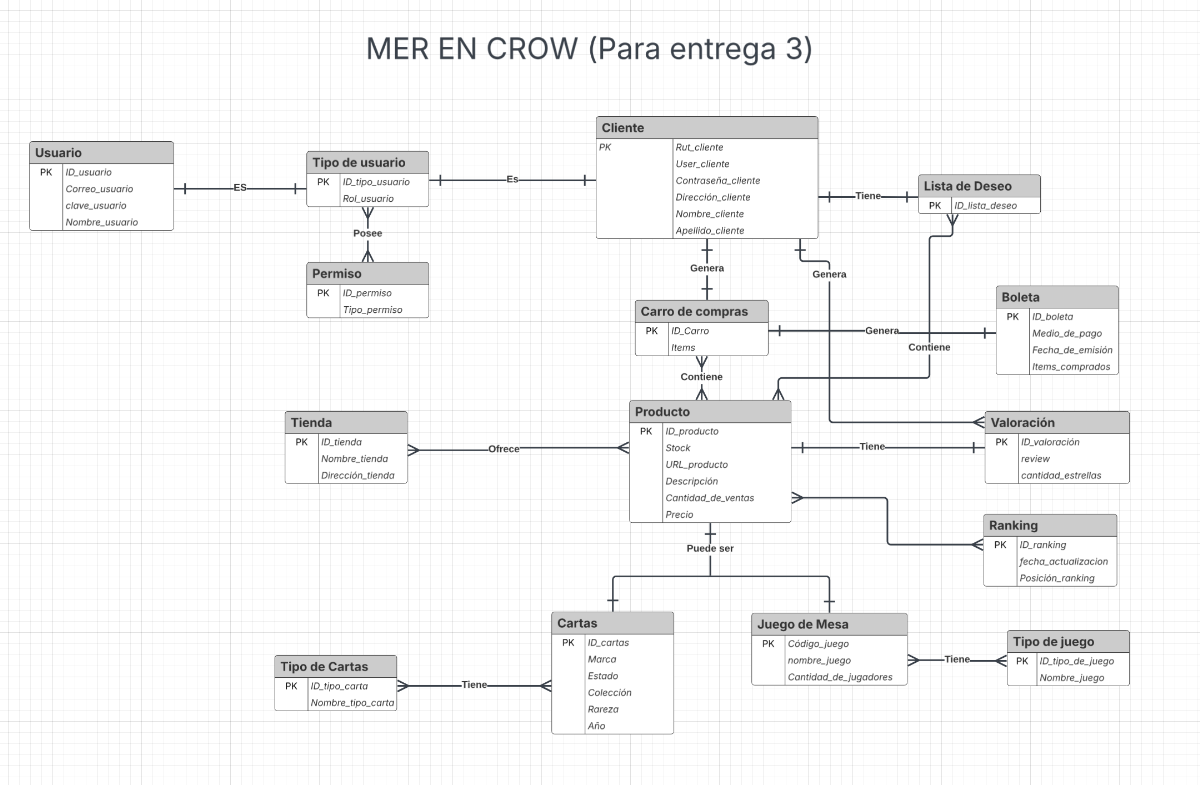 MER EN CROW (Para entrega 3)
Usuario
PK ID_usuario
Correo_usuario
clave_usuario
Nombre_usuario
ES
Tipo de usuario
PK ID_tipo_usuario
Rol_usuario
Posee
Permiso
PK ID_permiso
Tipo_permiso
Es
Cliente
PK Rut_cliente
User_cliente
Contraseña_cliente
Dirección_cliente
Nombre_cliente
Apellido_cliente
Tiene
Lista de Deseo
PK ID_lista_deseo
Genera
Genera
Carro de compras
PK ID_Carro
Items
Genera
Boleta
PK ID_boleta
Medio_de_pago
Fecha_de_emisión
Items_comprados
Contiene
Contiene
Tienda
PK ID_tienda
Nombre_tienda
Dirección_tienda
Ofrece
Producto
PK ID_producto
Stock
URL_producto
Descripción
Cantidad_de_ventas
Precio
Tiene
Valoración
PK ID_valoración
review
cantidad_estrellas
Ranking
PK ID_ranking
fecha_actualizacion
Posición_ranking
Puede ser
Tipo de Cartas
PK ID_tipo_carta
Nombre_tipo_carta
Tiene
Cartas
PK ID_cartas
Marca
Estado
Colección
Rareza
Año
Juego de Mesa
PK Código_juego
nombre_juego
Cantidad_de_jugadores
Tiene
Tipo de juego
PK ID_tipo_de_juego
Nombre_juego